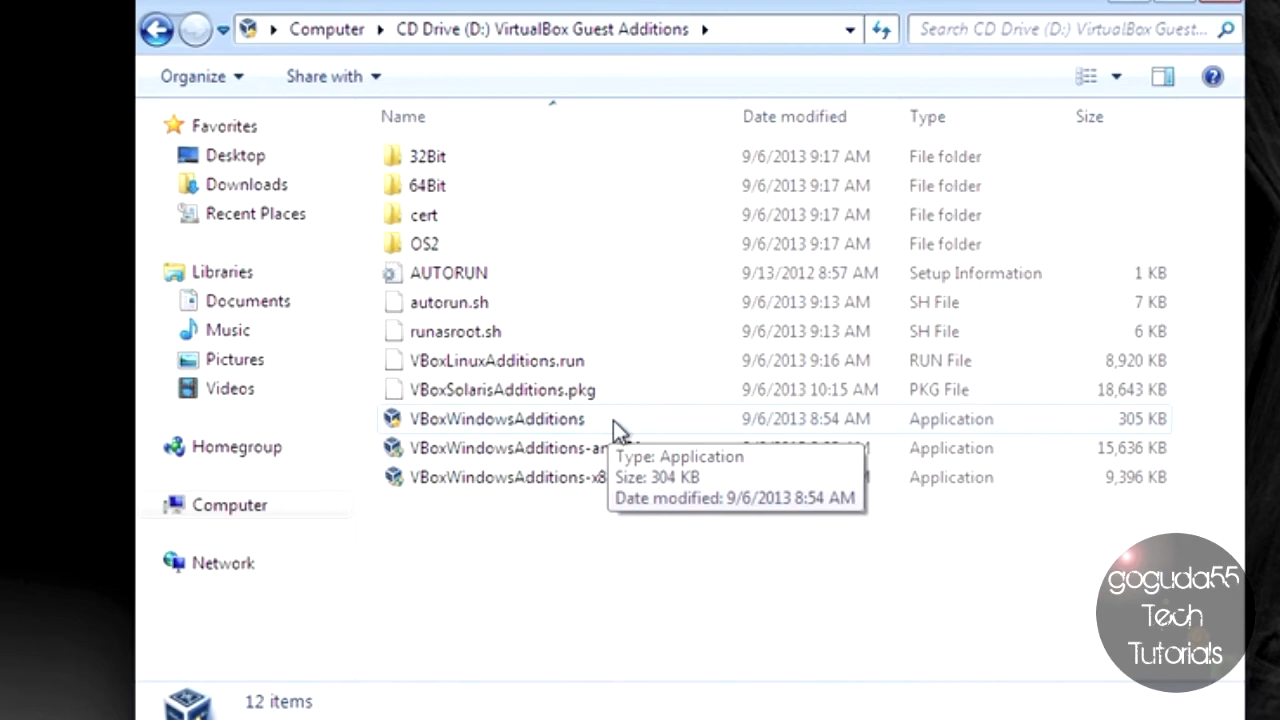 Computer CD Drive (D:) VirtualBox Guest Additions Search CD Drive (D:) VirtualBox Guest...
Organize Share with
Name Date modified Type Size
Favorites
Desktop
Downloads
Recent Places
Libraries
Documents
Music
Pictures
Videos
Homegroup
Computer
Network
32Bit 9/6/2013 9:17 AM File folder
64Bit 9/6/2013 9:17 AM File folder
cert 9/6/2013 9:17 AM File folder
OS2 9/6/2013 9:17 AM File folder
AUTORUN 9/13/2012 8:57 AM Setup Information 1 KB
autorun.sh 9/6/2013 9:13 AM SH File 7 KB
runasroot.sh 9/6/2013 9:13 AM SH File 6 KB
VBoxLinuxAdditions.run 9/6/2013 9:16 AM RUN File 8,920 KB
VBoxSolarisAdditions.pkg 9/6/2013 10:15 AM PKG File 18,643 KB
VBoxWindowsAdditions 9/6/2013 8:54 AM Application 305 KB
VBoxWindowsAdditions-am Application 15,636 KB
VBoxWindowsAdditions-x8 Application 9,396 KB
Type: Application
Size: 304 KB
Date modified: 9/6/2013 8:54 AM
12 items
goguda55
Tech
Tutorials